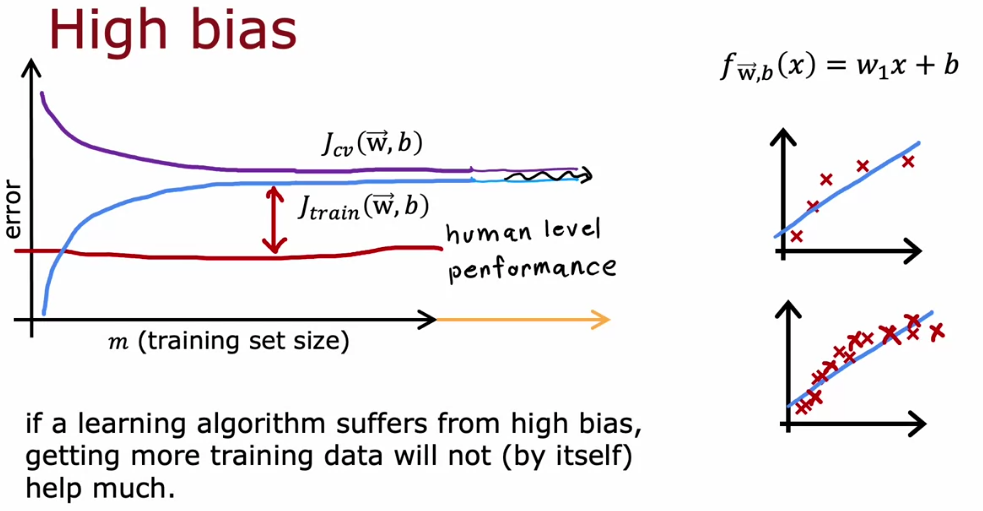 High bias
f_{\vec{w},b}(x) = w₁x + b
error
J_{cv}(\vec{w}, b)
J_{train}(\vec{w}, b)
human level
performance
m (training set size)
if a learning algorithm suffers from high bias,
getting more training data will not (by itself)
help much.